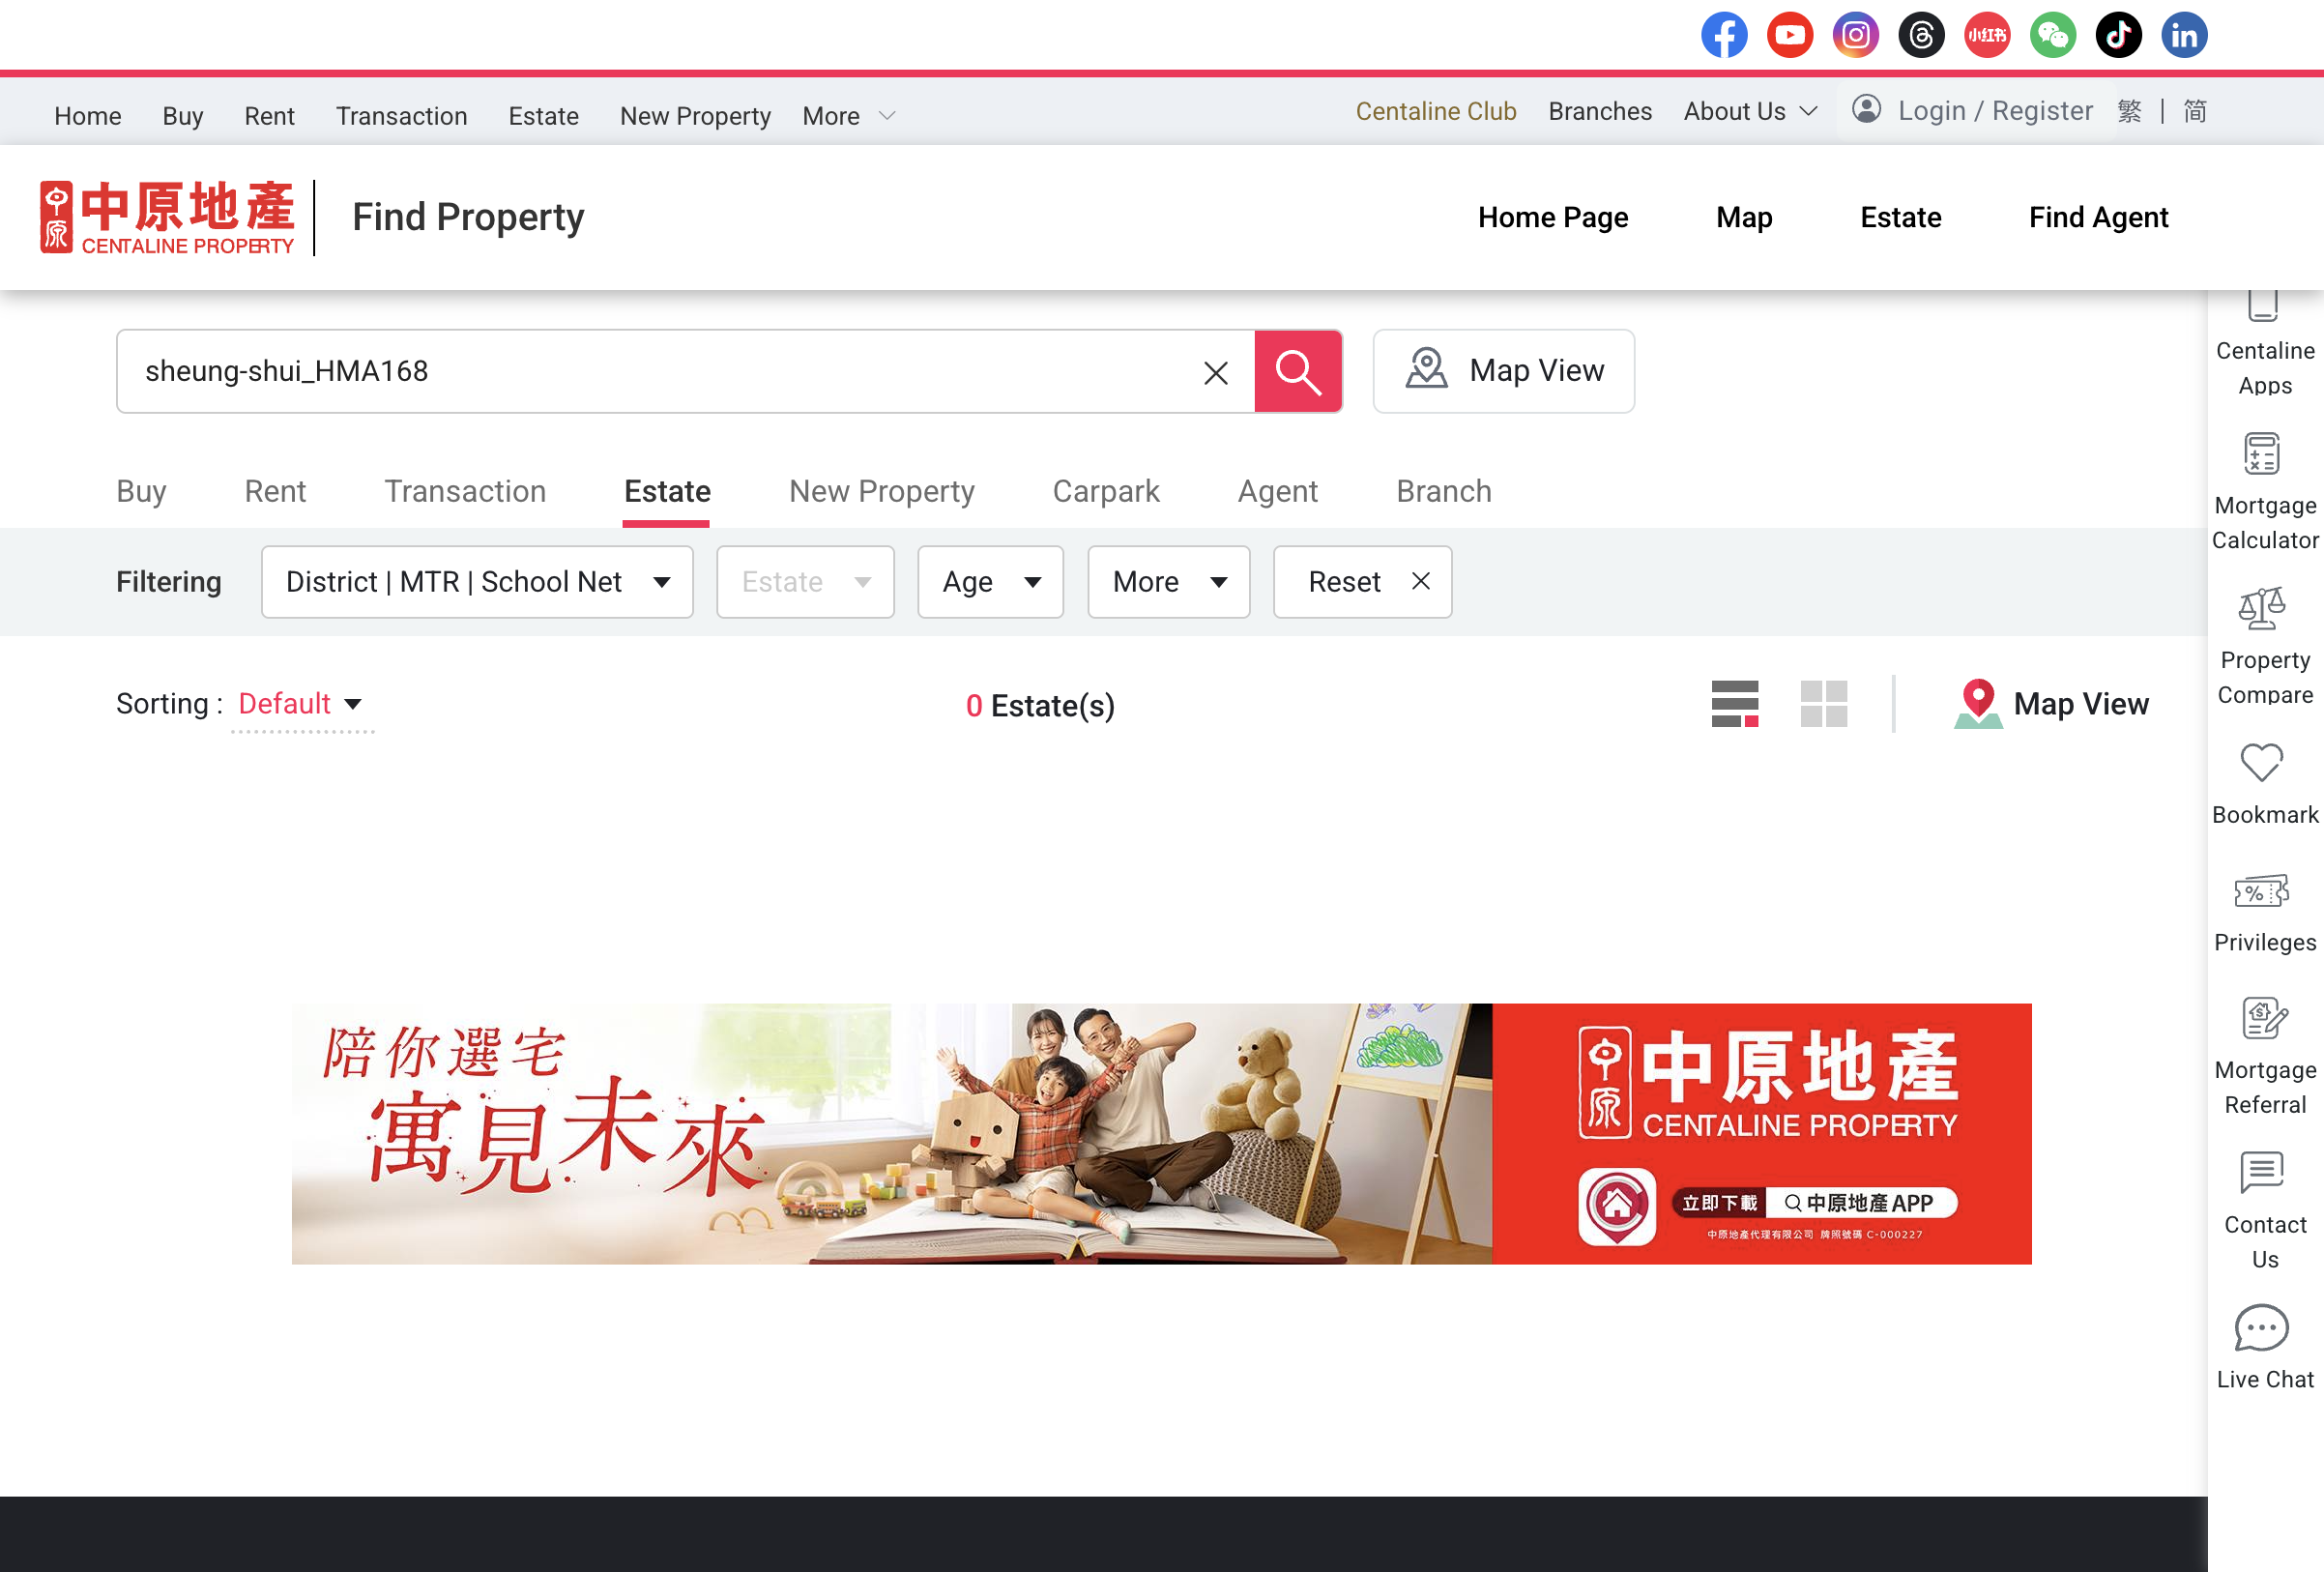 小红书
Home Buy Rent Transaction Estate New Property More
Centaline Club Branches About Us Login / Register 繁 | 简
中原 中原地產
CENTALINE PROPERTY
Find Property
Home Page Map Estate Find Agent
sheung-shui_HMA168
Map View
Buy Rent Transaction Estate New Property Carpark Agent Branch
Filtering District | MTR | School Net Estate Age More Reset
Sorting : Default
0 Estate(s)
Map View
陪你選宅
寓見未來
中原 中原地產
CENTALINE PROPERTY
立即下載 中原地產 APP
中原地產代理有限公司 牌照號碼 C-000227
Centaline
Apps
Mortgage
Calculator
Property
Compare
Bookmark
Privileges
Mortgage
Referral
Contact
Us
Live Chat